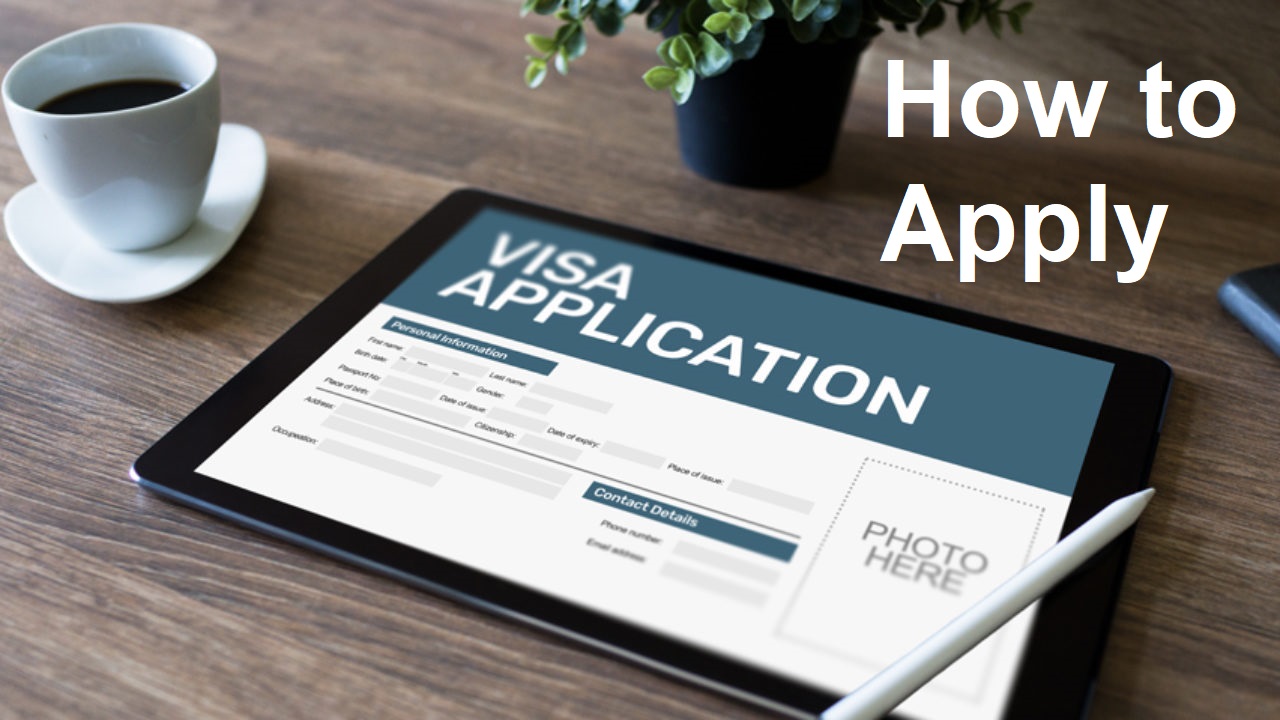 How to
Apply
VISA
APPLICATION
Personal Information
First name:
Last name:
Birth date:
Gender:
Passport No:
Date of issue:
Date of expiry:
Place of issue:
Place of birth:
Citizenship:
Address:
Occupation:
Contact Details
Phone number:
Email address:
PHOTO
HERE